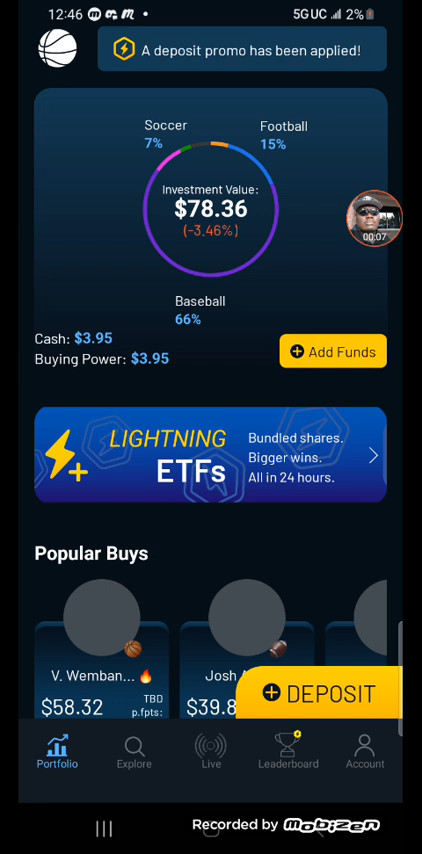 12:46
5GUC 2%
A deposit promo has been applied!
Soccer
7%
Football
15%
Investment Value:
$78.36
(-3.46%)
00:07
Baseball
66%
Cash: $3.95
Buying Power: $3.95
Add Funds
LIGHTNING
ETFs
Bundled shares.
Bigger wins.
All in 24 hours.
Popular Buys
V. Wemban...
$58.32
TBD
p.fpts:
Josh
$39.8
DEPOSIT
Portfolio
Explore
Live
Leaderboard
Account
Recorded by MOBIZEN